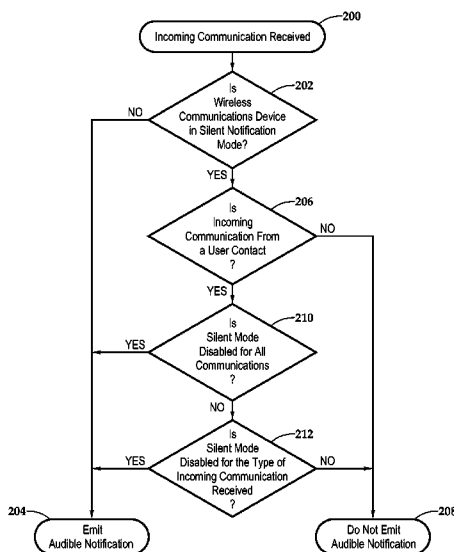 200
Incoming Communication Received
202
Is
Wireless
Communications Device
in Silent Notification
Mode?
NO
YES
206
Is
Incoming
Communication From
a User Contact
?
NO
YES
210
Is
Silent Mode
Disabled for All
Communications
?
YES
NO
212
Is
Silent Mode
Disabled for the Type of
Incoming Communication
Received
?
YES
NO
204
Emit
Audible Notification
208
Do Not Emit
Audible Notification